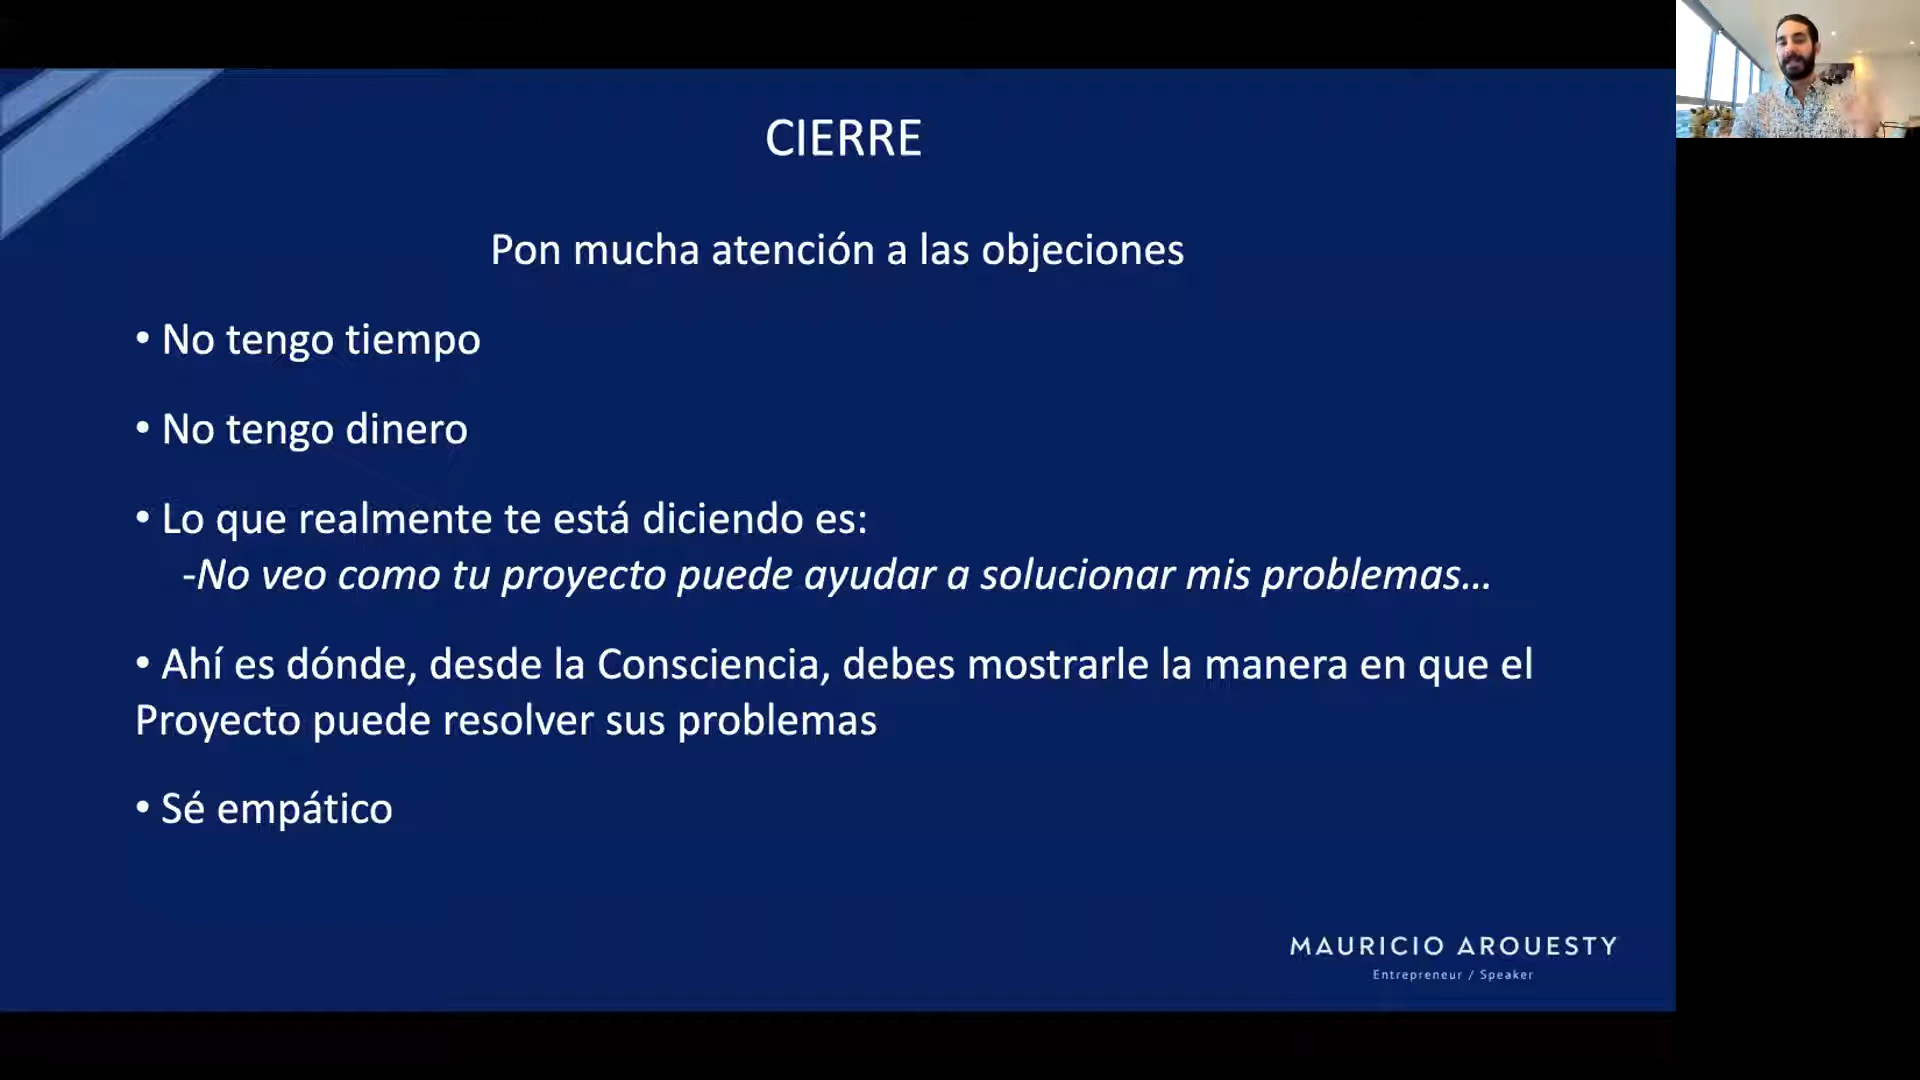 CIERRE
Pon mucha atención a las objeciones
• No tengo tiempo
• No tengo dinero
• Lo que realmente te está diciendo es:
-No veo como tu proyecto puede ayudar a solucionar mis problemas...
• Ahí es dónde, desde la Consciencia, debes mostrarle la manera en que el
Proyecto puede resolver sus problemas
• Sé empático
MAURICIO AROUESTY
Entrepreneur / Speaker